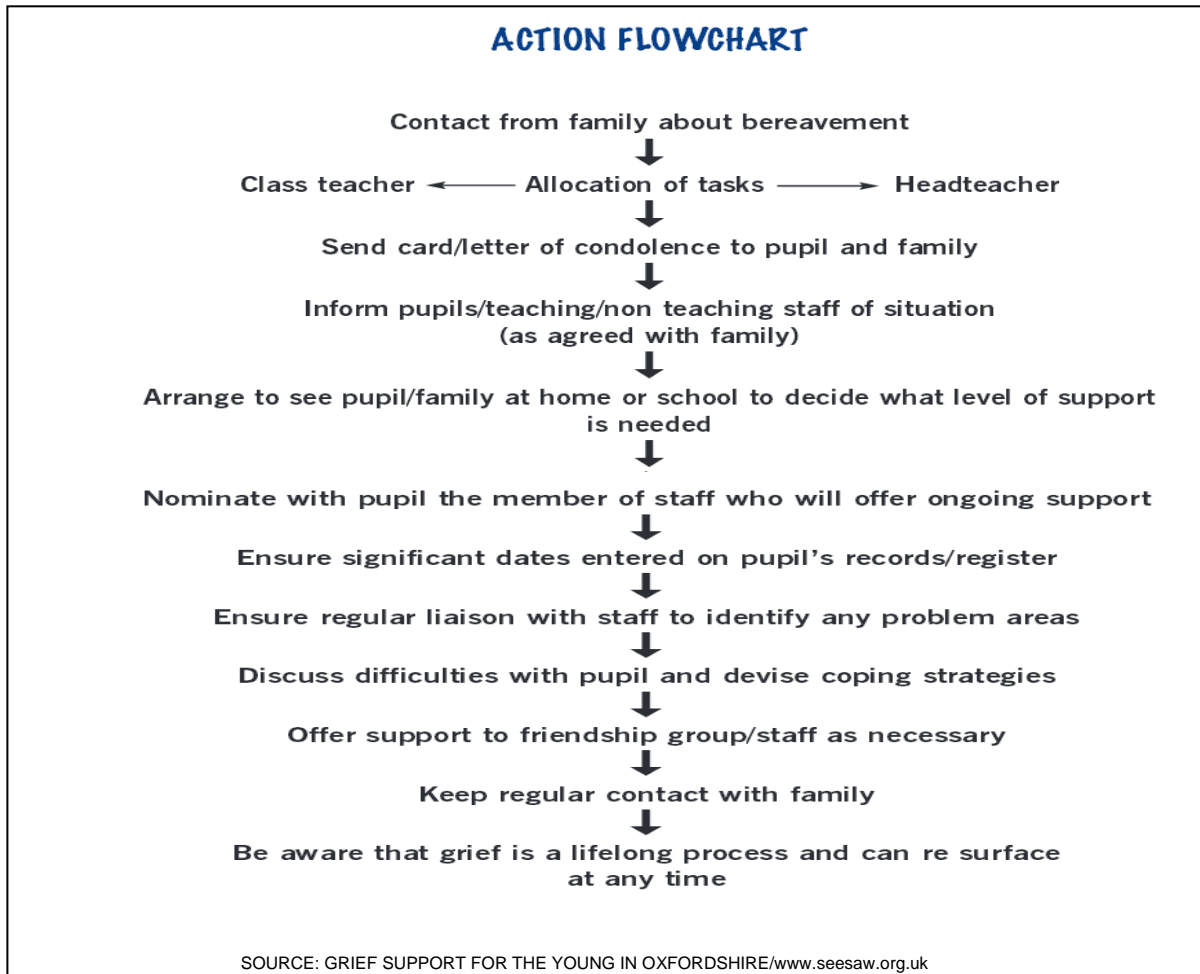 ACTION FLOWCHART
Contact from family about bereavement
Class teacher Allocation of tasks Headteacher
Send card/letter of condolence to pupil and family
Inform pupils/teaching/non teaching staff of situation
(as agreed with family)
Arrange to see pupil/family at home or school to decide what level of support
is needed
Nominate with pupil the member of staff who will offer ongoing support
Ensure significant dates entered on pupil's records/register
Ensure regular liaison with staff to identify any problem areas
Discuss difficulties with pupil and devise coping strategies
Offer support to friendship group/staff as necessary
Keep regular contact with family
Be aware that grief is a lifelong process and can re surface
at any time
SOURCE: GRIEF SUPPORT FOR THE YOUNG IN OXFORDSHIRE/www.seesaw.org.uk